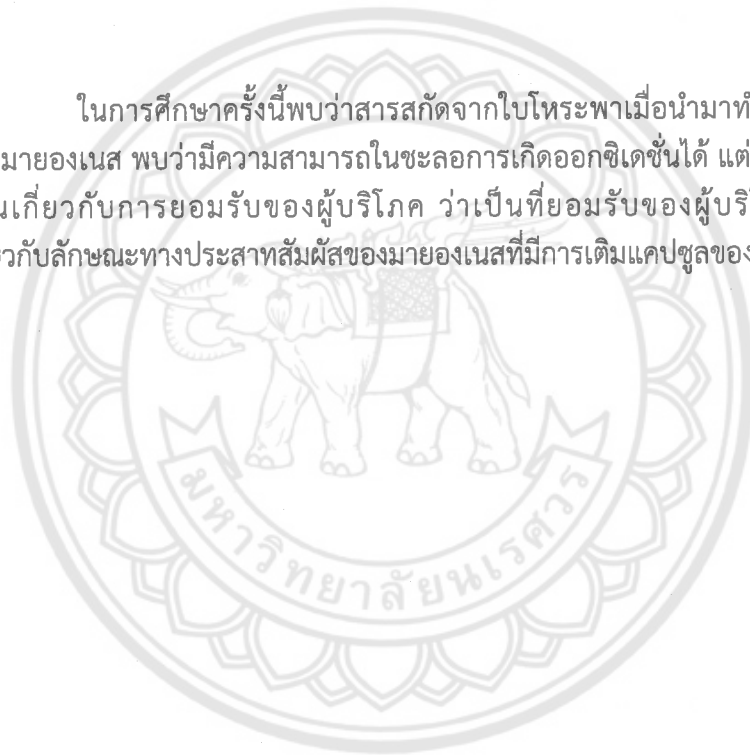 ในการศึกษาครั้งนี้พบว่าสารสกัดจากใบโหระพาเมื่อนำมาทำ
มายองเนส พบว่ามีความสามารถในชะลอการเกิดออกซิเดชั่นได้ แต่
เกี่ยวกับการยอมรับของผู้บริโภค ว่าเป็นที่ยอมรับของผู้บริ
วกับลักษณะทางประสาทสัมผัสของมายองเนสที่มีการเติมแคปซูลของ
มหาวิทยาลัยนเรศวร